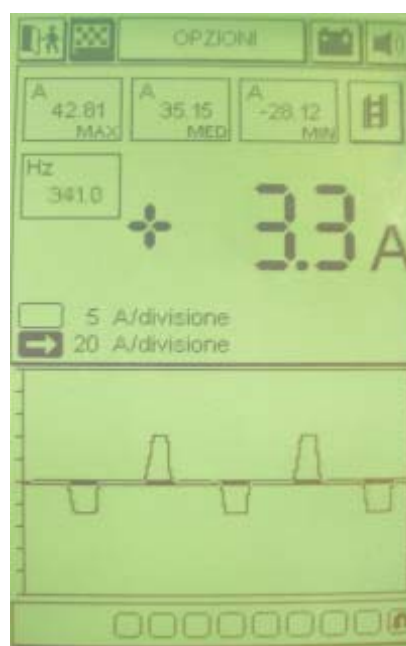 OPZIONI
A
42.81
MAX
A
35.15
MED
A
-28.12
MIN
Hz
341.0
3.3 A
5 A/divisione
20 A/divisione